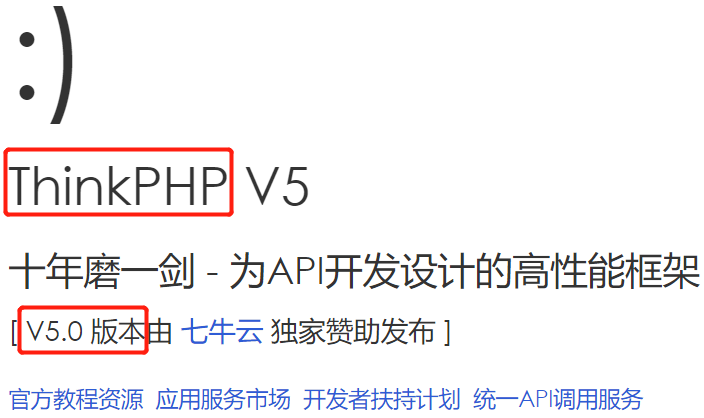 :)
ThinkPHP V5
十年磨一剑 - 为API开发设计的高性能框架
[ V5.0 版本由 七牛云 独家赞助发布 ]
官方教程资源 应用服务市场 开发者扶持计划 统一API调用服务